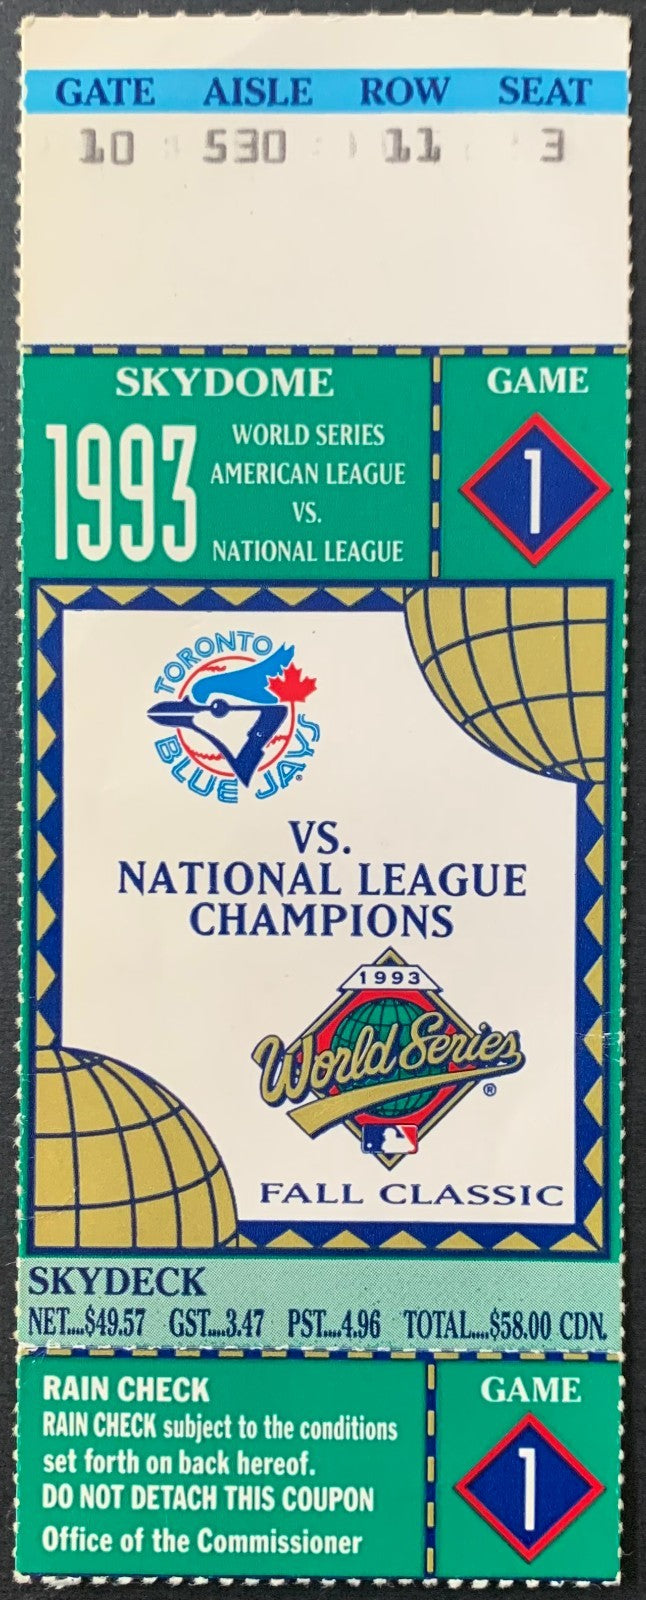 GATE AISLE ROW SEAT
10 530 11 3
SKYDOME
1993
WORLD SERIES
AMERICAN LEAGUE
VS.
NATIONAL LEAGUE
GAME
1
TORONTO
BLUE JAYS
VS.
NATIONAL LEAGUE
CHAMPIONS
1993
World Series
®
FALL CLASSIC
SKYDECK
NET....$49.57 GST....3.47 PST....4.96 TOTAL....$58.00 CDN.
RAIN CHECK
RAIN CHECK subject to the conditions
set forth on back hereof.
DO NOT DETACH THIS COUPON
Office of the Commissioner
GAME
1